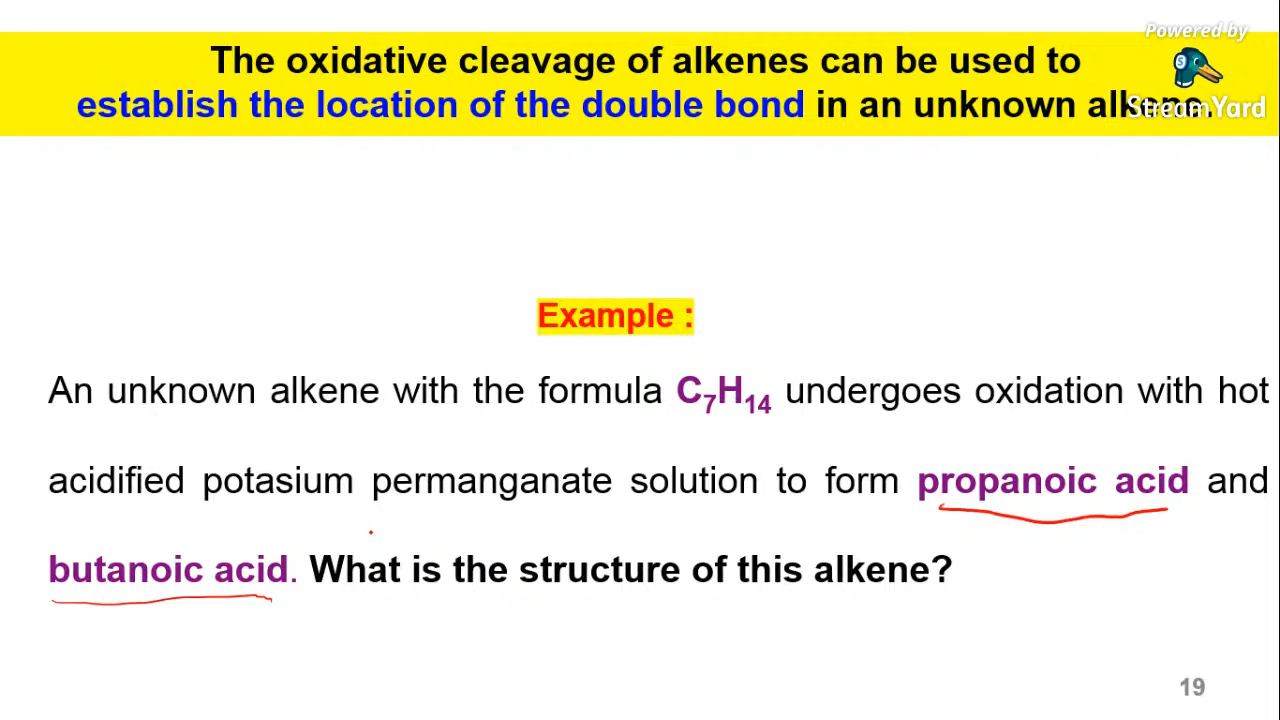 Powered by
The oxidative cleavage of alkenes can be used to
establish the location of the double bond in an unknown
StreamYard
Example :
An unknown alkene with the formula C₇H₁₄ undergoes oxidation with hot
acidified potasium permanganate solution to form propanoic acid and
butanoic acid. What is the structure of this alkene?
19